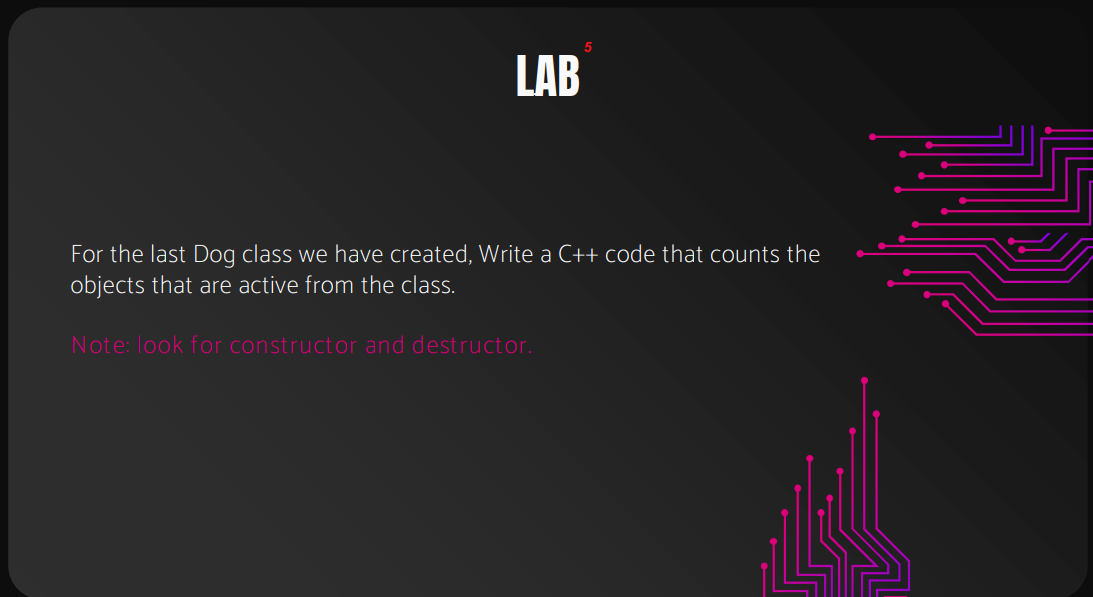 LAB 5
For the last Dog class we have created, Write a C++ code that counts the
objects that are active from the class.
Note: look for constructor and destructor.